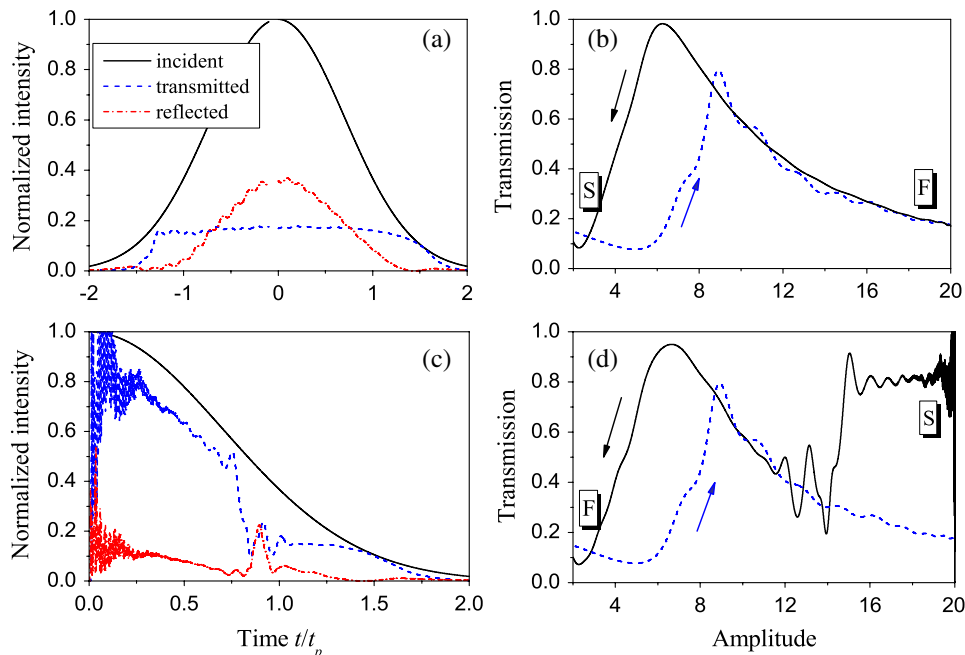 1.0
0.8
0.6
0.4
0.2
0.0
-2
-1
0
1
2
Normalized intensity
(a)
incident
transmitted
reflected
1.0
0.8
0.6
0.4
0.2
0.0
4
8
12
16
20
Transmission
(b)
S
F
1.0
0.8
0.6
0.4
0.2
0.0
0.0
0.5
1.0
1.5
2.0
Normalized intensity
(c)
Time t/tp
1.0
0.8
0.6
0.4
0.2
0.0
4
8
12
16
20
Transmission
(d)
S
F
Amplitude